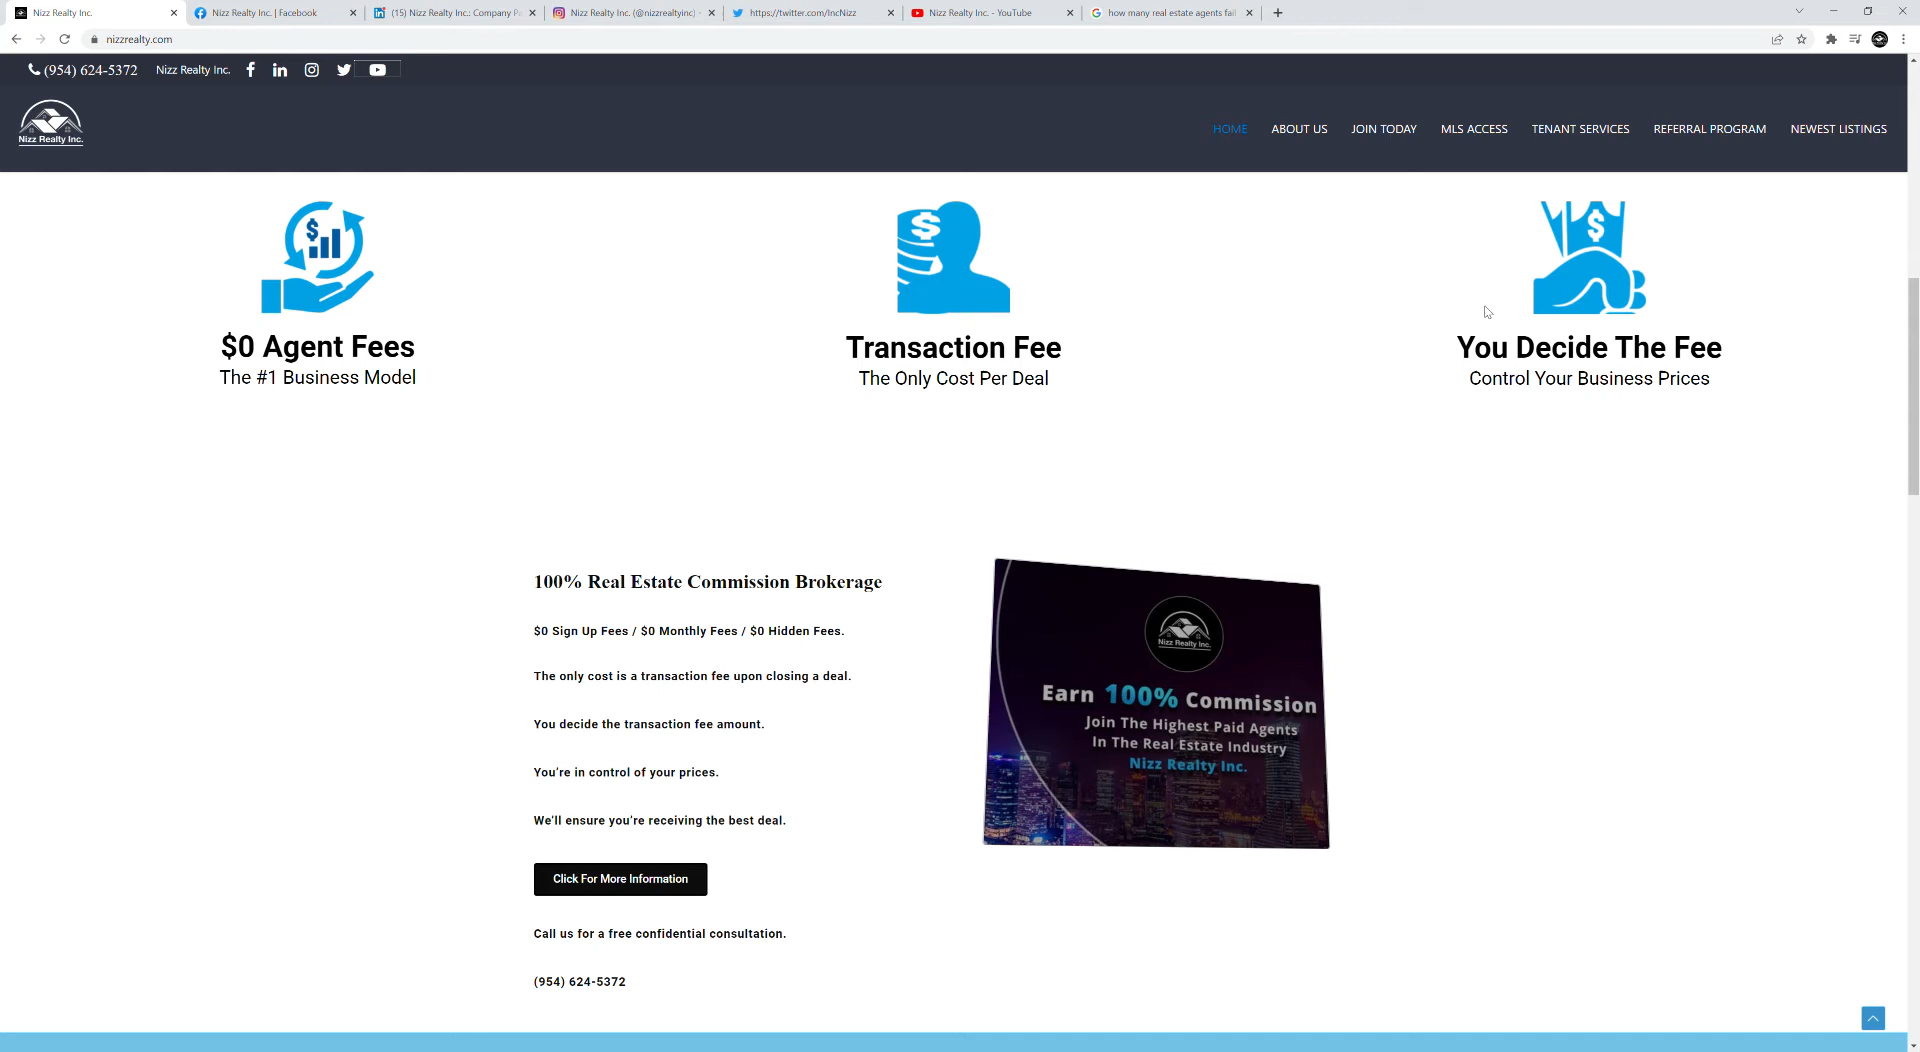 Nizz Realty Inc.
Nizz Realty Inc. | Facebook
(15) Nizz Realty Inc.: Company Pa
Nizz Realty Inc. (@nizzrealtyinc) ·
https://twitter.com/IncNizz
Nizz Realty Inc. - YouTube
how many real estate agents fail
nizzrealty.com
(954) 624-5372
Nizz Realty Inc.
Nizz Realty Inc.
HOME
ABOUT US
JOIN TODAY
MLS ACCESS
TENANT SERVICES
REFERRAL PROGRAM
NEWEST LISTINGS
$
$0 Agent Fees
The #1 Business Model
$
Transaction Fee
The Only Cost Per Deal
$
You Decide The Fee
Control Your Business Prices
100% Real Estate Commission Brokerage
$0 Sign Up Fees / $0 Monthly Fees / $0 Hidden Fees.
The only cost is a transaction fee upon closing a deal.
You decide the transaction fee amount.
You’re in control of your prices.
We’ll ensure you’re receiving the best deal.
Click For More Information
Call us for a free confidential consultation.
(954) 624-5372
Nizz Realty Inc.
Earn 100% Commission
Join The Highest Paid Agents
In The Real Estate Industry
Nizz Realty Inc.